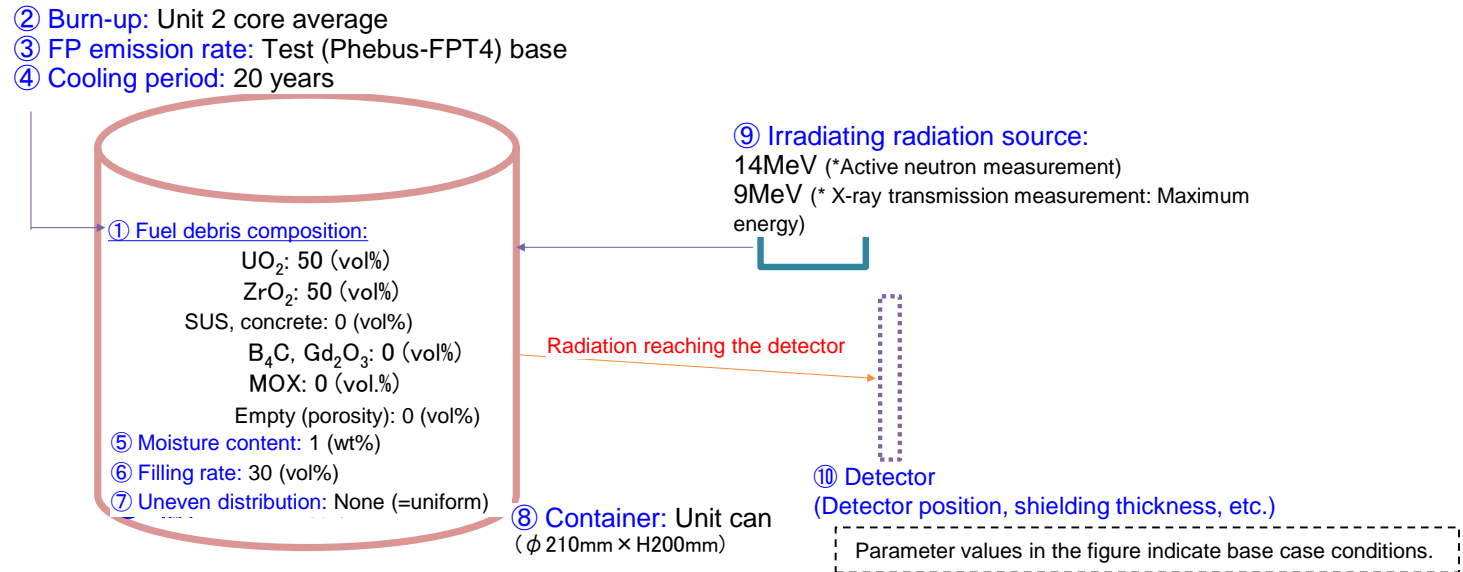 ② Burn-up: Unit 2 core average
③ FP emission rate: Test (Phebus-FPT4) base
④ Cooling period: 20 years
⑨ Irradiating radiation source:
14MeV (*Active neutron measurement)
9MeV (* X-ray transmission measurement: Maximum
energy)
① Fuel debris composition:
UO₂: 50 (vol%)
ZrO₂: 50 (vol%)
SUS, concrete: 0 (vol%)
B₄C, Gd₂O₃: 0 (vol%)
MOX: 0 (vol.%)
Empty (porosity): 0 (vol%)
⑤ Moisture content: 1 (wt%)
⑥ Filling rate: 30 (vol%)
⑦ Uneven distribution: None (=uniform)
Radiation reaching the detector
⑧ Container: Unit can
(φ210mm×H200mm)
⑩ Detector
(Detector position, shielding thickness, etc.)
Parameter values in the figure indicate base case conditions.